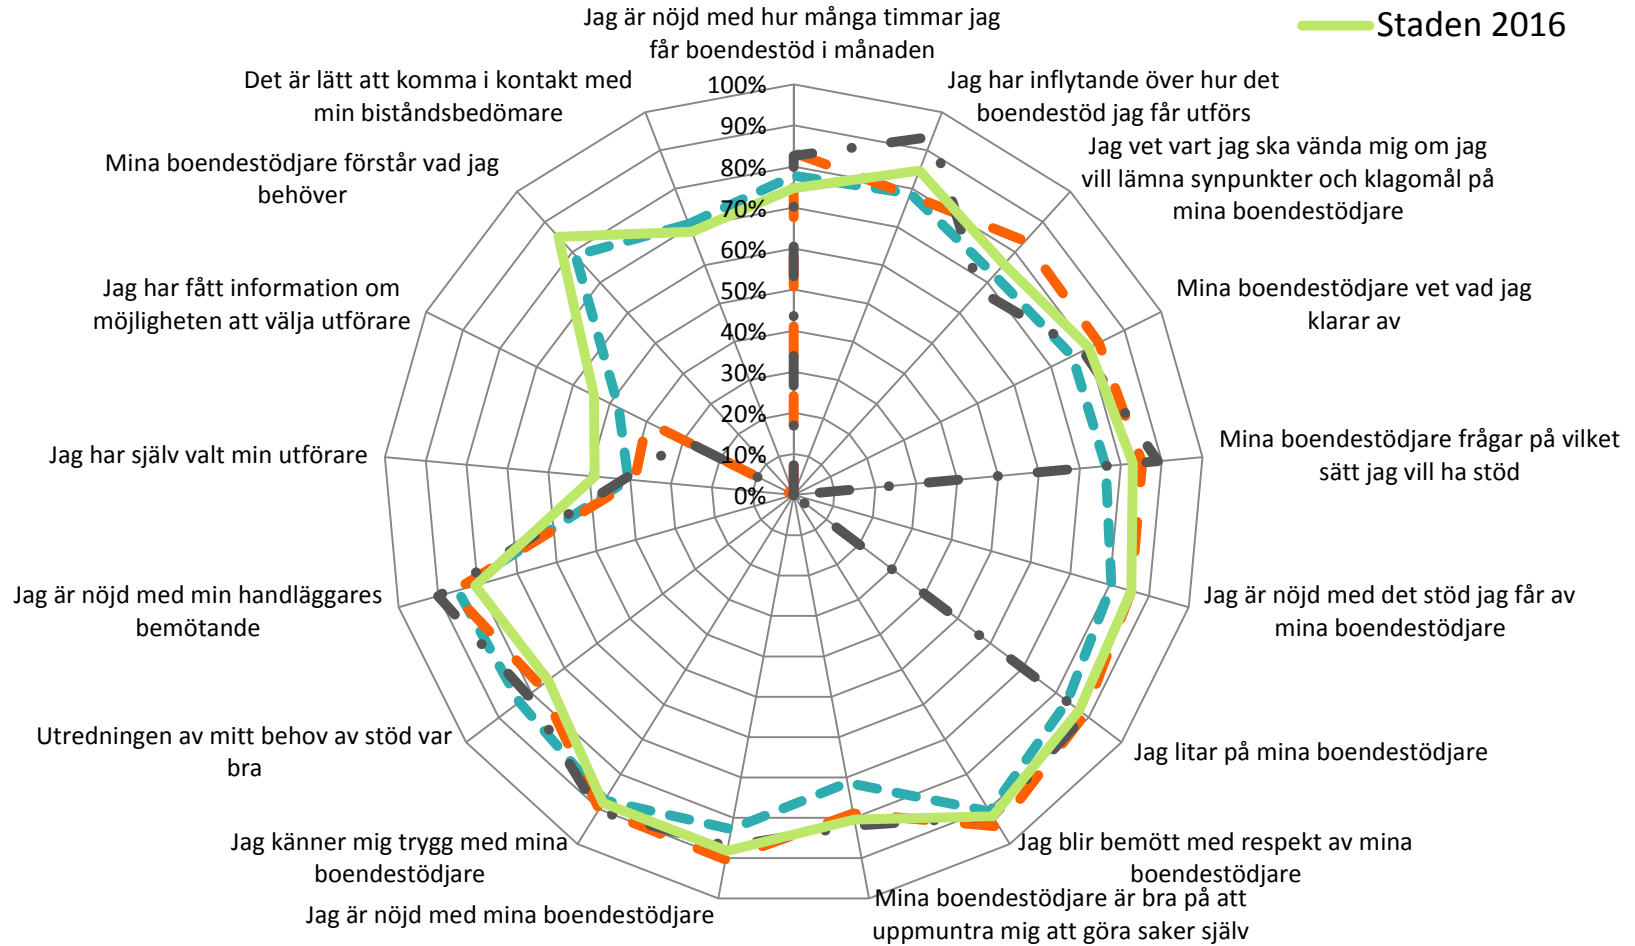 Jag är nöjd med hur många timmar jag
får boendestöd i månaden
Staden 2016
Jag har inflytande över hur det
boendestöd jag får utförs
Jag vet vart jag ska vända mig om jag
vill lämna synpunkter och klagomål på
mina boendestödjare
Mina boendestödjare vet vad jag
klarar av
Mina boendestödjare frågar på vilket
sätt jag vill ha stöd
Jag är nöjd med det stöd jag får av
mina boendestödjare
Jag litar på mina boendestödjare
Jag blir bemött med respekt av mina
boendestödjare
Mina boendestödjare är bra på att
uppmuntra mig att göra saker själv
Jag är nöjd med mina boendestödjare
Jag känner mig trygg med mina
boendestödjare
Utredningen av mitt behov av stöd var
bra
Jag är nöjd med min handläggares
bemötande
Jag har själv valt min utförare
Jag har fått information om
möjligheten att välja utförare
Mina boendestödjare förstår vad jag
behöver
Det är lätt att komma i kontakt med
min biståndsbedömare
100%
90%
80%
70%
60%
50%
40%
30%
20%
10%
0%